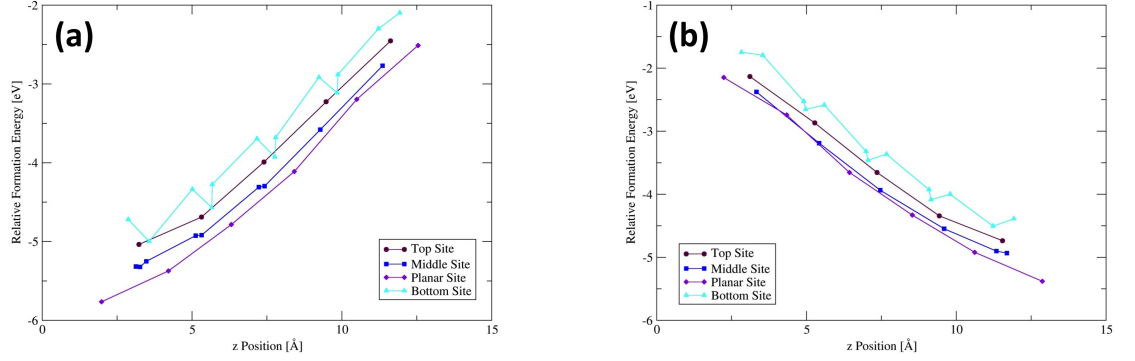 (a)
-2
-3
-4
-5
-6
Relative Formation Energy [eV]
0
5
10
15
z Position [Å]
Top Site
Middle Site
Planar Site
Bottom Site
(b)
-1
-2
-3
-4
-5
-6
Relative Formation Energy [eV]
0
5
10
15
z Position [Å]
Top Site
Middle Site
Planar Site
Bottom Site